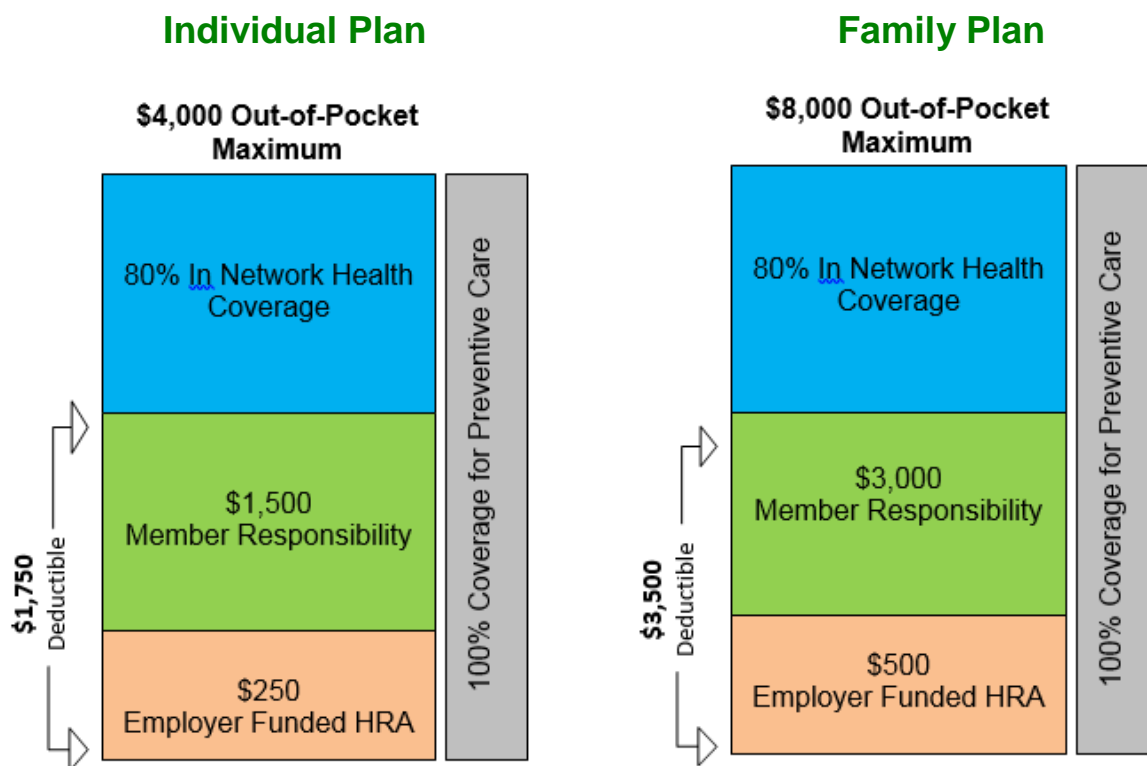 Individual Plan
$4,000 Out-of-Pocket
Maximum
80% In Network Health
Coverage
$1,500
Member Responsibility
$250
Employer Funded HRA
$1,750
Deductible
100% Coverage for Preventive Care
Family Plan
$8,000 Out-of-Pocket
Maximum
80% In Network Health
Coverage
$3,000
Member Responsibility
$500
Employer Funded HRA
$3,500
Deductible
100% Coverage for Preventive Care